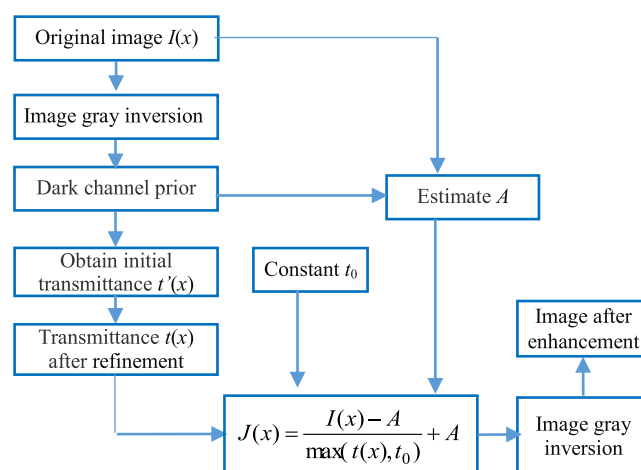 Original image I(x)
Image gray inversion
Dark channel prior
Estimate A
Obtain initial
transmittance t’(x)
Constant t₀
Transmittance t(x)
after refinement
J(x) = \frac{I(x) − A}{max( t(x), t₀)} + A
Image gray
inversion
Image after
enhancement